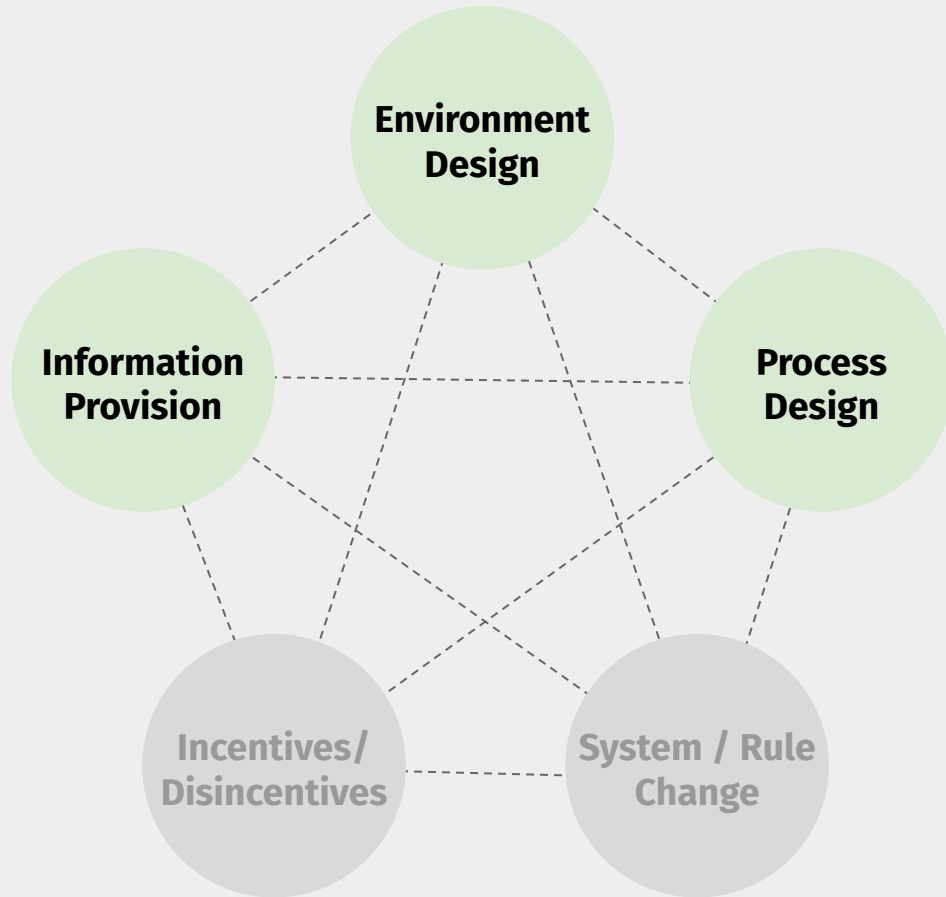 Environment
Design
Information
Provision
Process
Design
Incentives/
Disincentives
System / Rule
Change